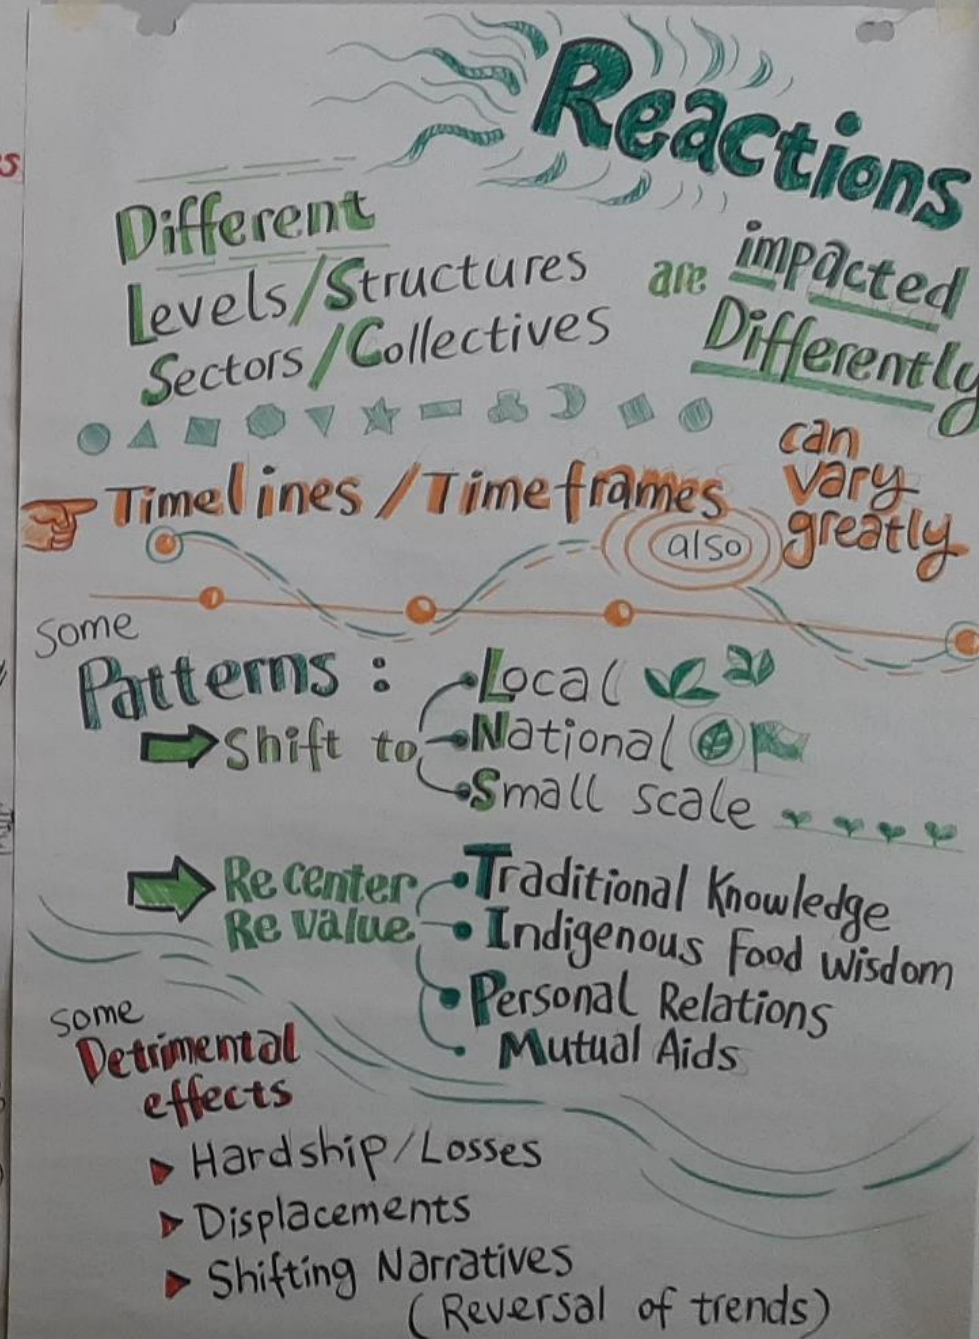 Reactions
Different
Levels/Structures
Sectors/Collectives
are impacted
Differently
Timelines/Timeframes
also
can
vary
greatly
some
Patterns:
Shift to
Local
National
Small scale
Recenter
Re value
Traditional Knowledge
Indigenous Food Wisdom
Personal Relations
Mutual Aids
some
Detrimental
effects
Hardship/Losses
Displacements
Shifting Narratives
(Reversal of trends)